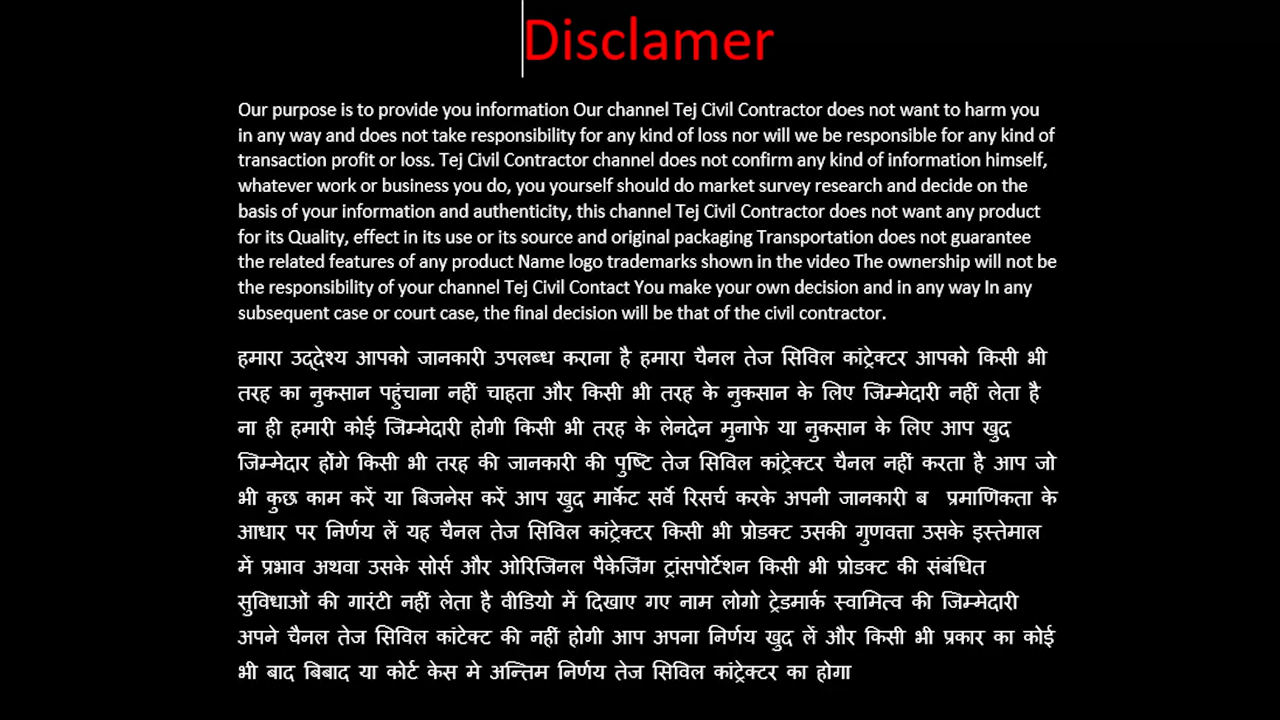 Disclamer
Our purpose is to provide you information Our channel Tej Civil Contractor does not want to harm you
in any way and does not take responsibility for any kind of loss nor will we be responsible for any kind of
transaction profit or loss. Tej Civil Contractor channel does not confirm any kind of information himself,
whatever work or business you do, you yourself should do market survey research and decide on the
basis of your information and authenticity, this channel Tej Civil Contractor does not want any product
for its Quality, effect in its use or its source and original packaging Transportation does not guarantee
the related features of any product Name logo trademarks shown in the video The ownership will not be
the responsibility of your channel Tej Civil Contact You make your own decision and in any way In any
subsequent case or court case, the final decision will be that of the civil contractor.
हमारा उद्देश्य आपको जानकारी उपलब्ध कराना है हमारा चैनल तेज सिविल कांट्रेक्टर आपको किसी भी
तरह का नुकसान पहुंचाना नहीं चाहता और किसी भी तरह के नुकसान के लिए जिम्मेदारी नहीं लेता है
ना ही हमारी कोई जिम्मेदारी होगी किसी भी तरह के लेनदेन मुनाफे या नुकसान के लिए आप खुद
जिम्मेदार होंगे किसी भी तरह की जानकारी की पुष्टि तेज सिविल कांट्रेक्टर चैनल नहीं करता है आप जो
भी कुछ काम करें या बिजनेस करें आप खुद मार्केट सर्वे रिसर्च करके अपनी जानकारी ब प्रमाणिकता के
आधार पर निर्णय लें यह चैनल तेज सिविल कांट्रेक्टर किसी भी प्रोडक्ट उसकी गुणवत्ता उसके इस्तेमाल
में प्रभाव अथवा उसके सोर्स और ओरिजिनल पैकेजिंग ट्रांसपोर्टेशन किसी भी प्रोडक्ट की संबंधित
सुविधाओं की गारंटी नहीं लेता है वीडियो में दिखाए गए नाम लोगो ट्रेडमार्क स्वामित्व की जिम्मेदारी
अपने चैनल तेज सिविल कांटेक्ट की नहीं होगी आप अपना निर्णय खुद लें और किसी भी प्रकार का कोई
भी बाद बिबाद या कोर्ट केस मे अन्तिम निर्णय तेज सिविल कांट्रेक्टर का होगा